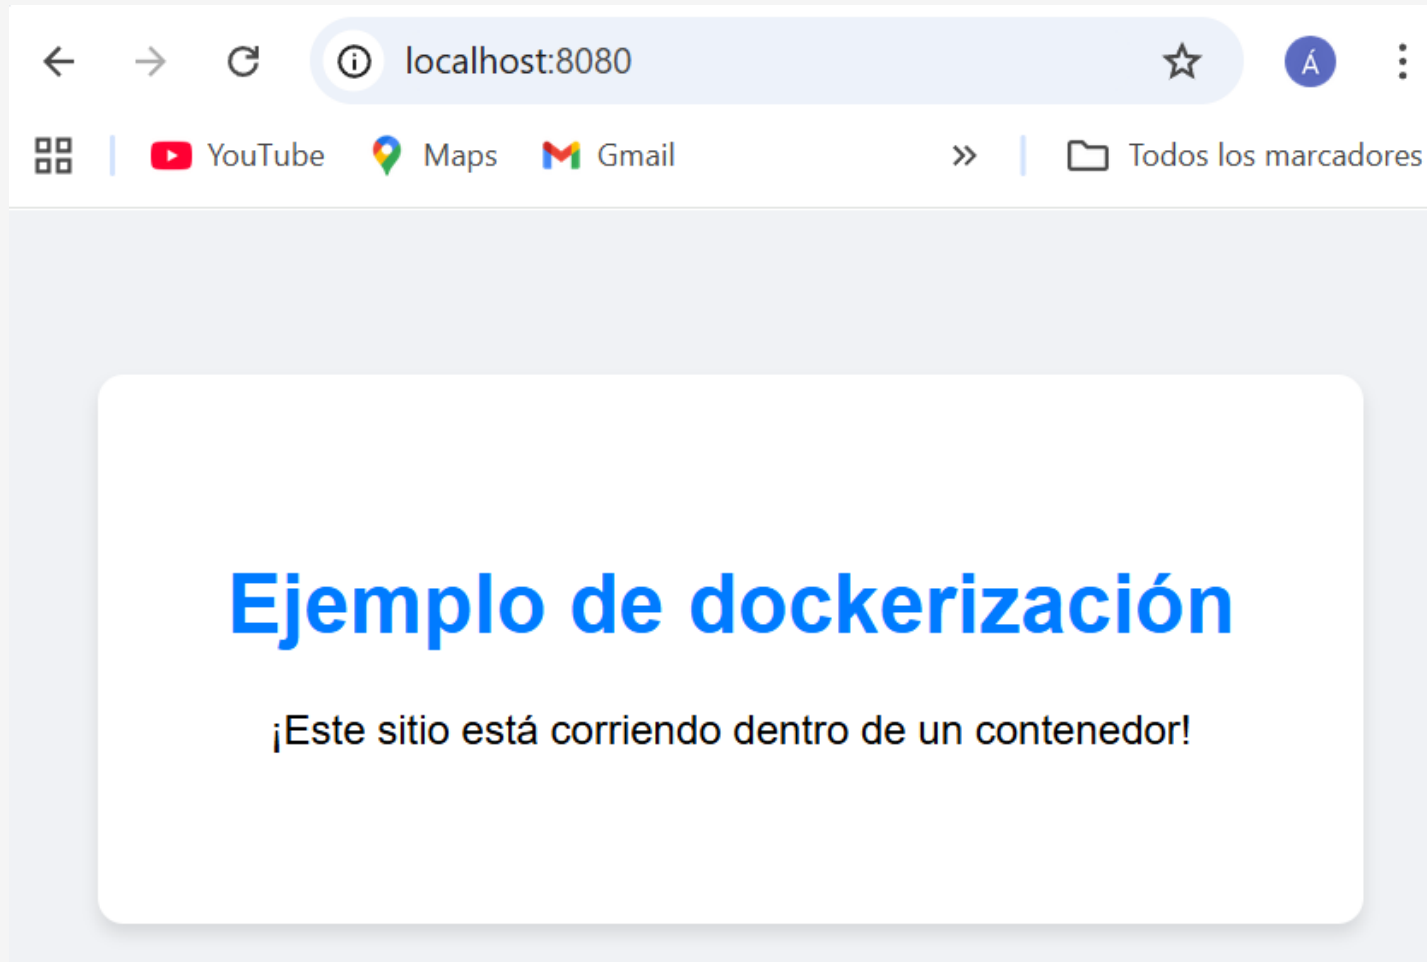 localhost:8080
Á
YouTube Maps Gmail Todos los marcadores
Ejemplo de dockerización
¡Este sitio está corriendo dentro de un contenedor!